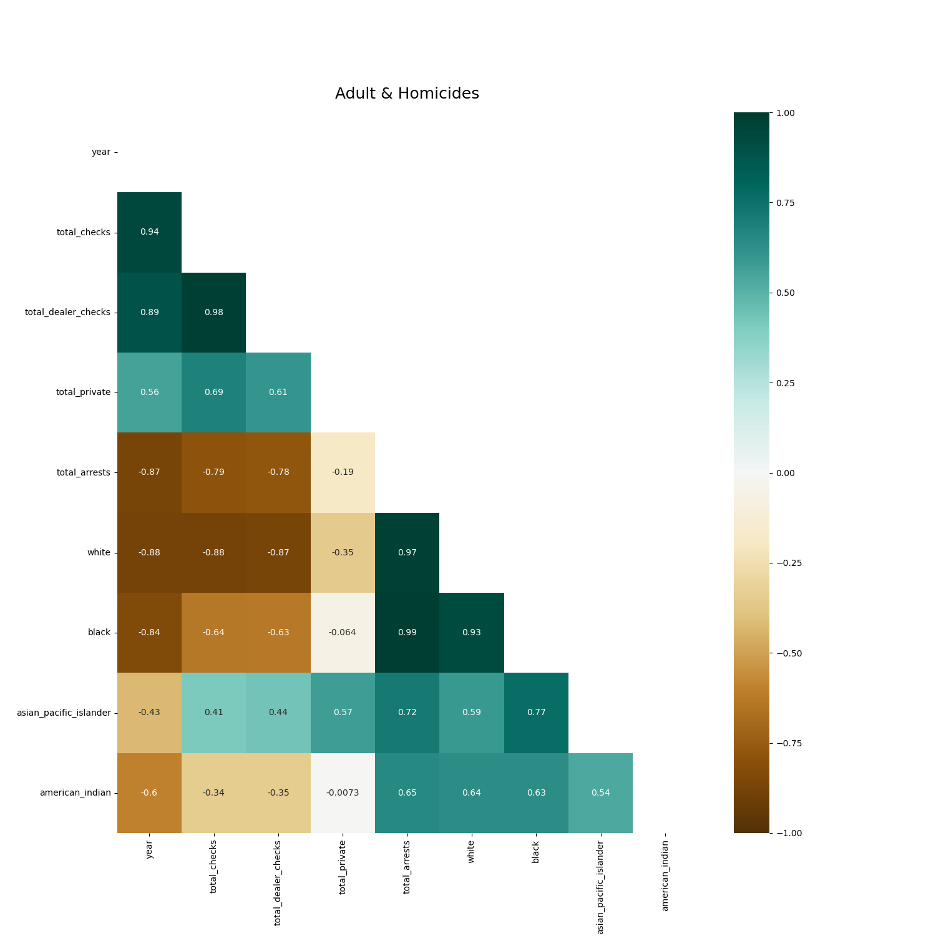 Adult & Homicides
1.00
year
0.75
total_checks 0.94
total_dealer_checks 0.89 0.98
0.50
0.25
total_private 0.56 0.69 0.61
0.00
total_arrests -0.87 -0.79 -0.78 -0.19
−0.25
white -0.88 -0.88 -0.87 -0.35 0.97
black -0.84 -0.64 -0.63 -0.064 0.99 0.93
−0.50
asian_pacific_islander -0.43 0.41 0.44 0.57 0.72 0.59 0.77
−0.75
american_indian -0.6 -0.34 -0.35 -0.0073 0.65 0.64 0.63 0.54
−1.00
year
total_checks
total_dealer_checks
total_private
total_arrests
white
black
asian_pacific_islander
american_indian